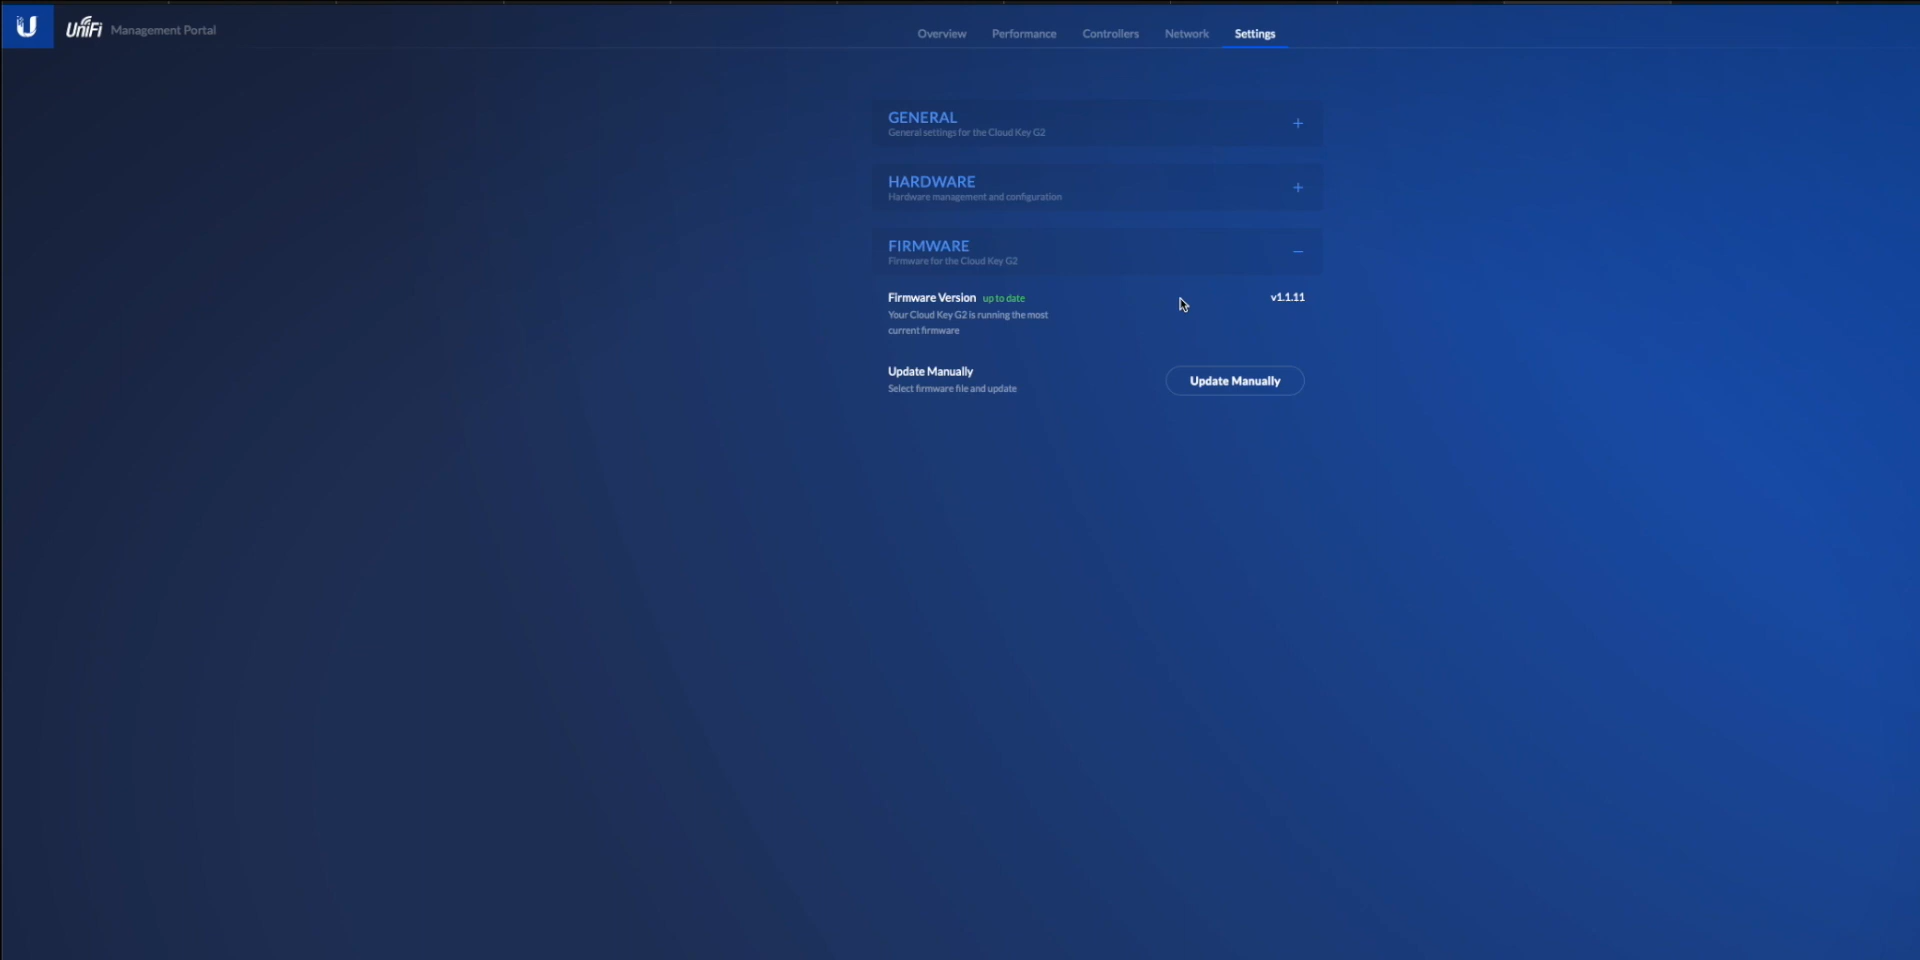 UniFi Management Portal
Overview Performance Controllers Network Settings
GENERAL
General settings for the Cloud Key G2
+
HARDWARE
Hardware management and configuration
+
FIRMWARE
Firmware for the Cloud Key G2
−
Firmware Version up to date v1.1.11
Your Cloud Key G2 is running the most
current firmware
Update Manually
Select firmware file and update
Update Manually